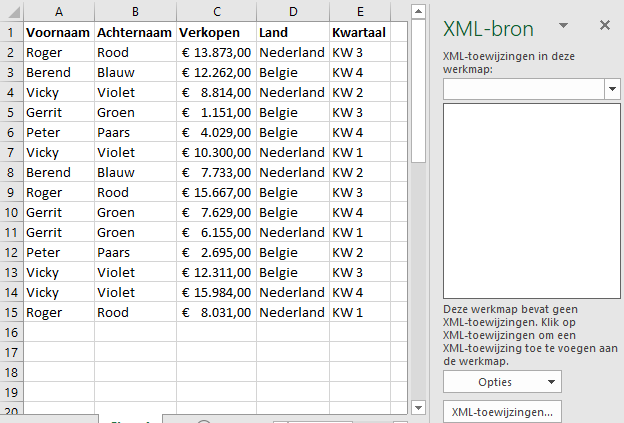 A B C D E
1 Voornaam Achternaam Verkopen Land Kwartaal
2 Roger Rood € 13.873,00 Nederland KW 3
3 Berend Blauw € 12.262,00 Belgie KW 4
4 Vicky Violet € 8.814,00 Nederland KW 2
5 Gerrit Groen € 1.151,00 Belgie KW 3
6 Peter Paars € 4.029,00 Belgie KW 4
7 Vicky Violet € 10.300,00 Nederland KW 1
8 Berend Blauw € 7.733,00 Nederland KW 2
9 Roger Rood € 15.667,00 Belgie KW 3
10 Gerrit Groen € 7.629,00 Belgie KW 4
11 Gerrit Groen € 6.155,00 Nederland KW 1
12 Peter Paars € 2.695,00 Belgie KW 2
13 Vicky Violet € 12.311,00 Belgie KW 3
14 Vicky Violet € 15.984,00 Nederland KW 4
15 Roger Rood € 8.031,00 Nederland KW 1
16
17
18
19
20
XML-bron
XML-toewijzingen in deze
werkmap:
Deze werkmap bevat geen
XML-toewijzingen. Klik op
XML-toewijzingen om een
XML-toewijzing toe te voegen aan
de werkmap.
Opties
XML-toewijzingen...